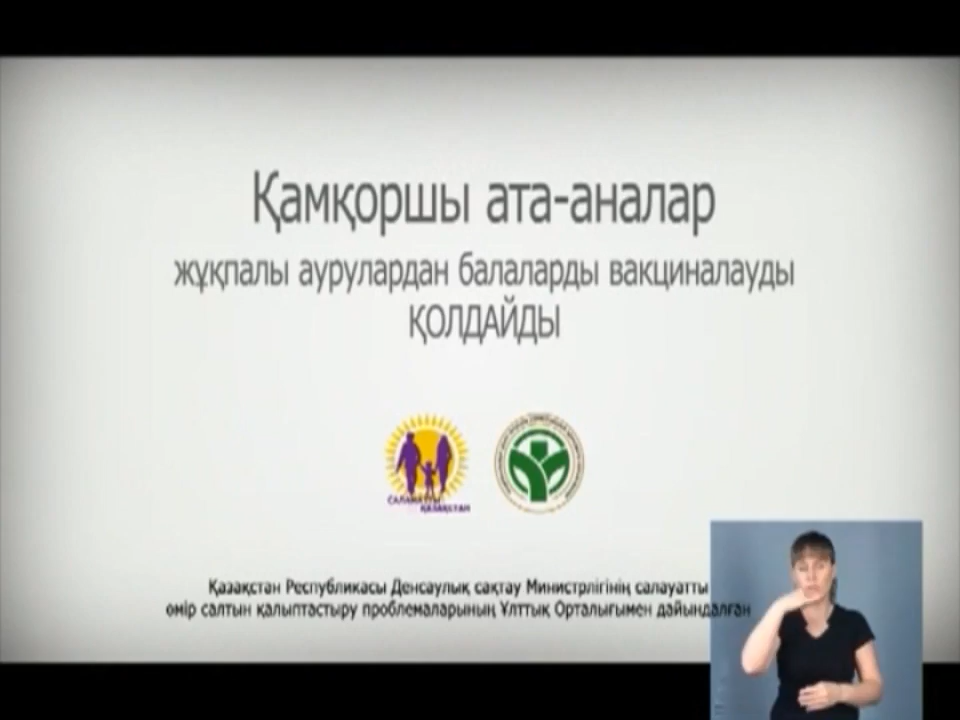 Қамқоршы ата-аналар
жұқпалы аурулардан балаларды вакциналауды
ҚОЛДАЙДЫ
САЛАМАТТЫ
ҚАЗАҚСТАН
Қазақстан Республикасы Денсаулық сақтау Министрлігінің салауатты
өмір салтын қалыптастыру проблемаларының Ұлттық Орталығымен дайындалған